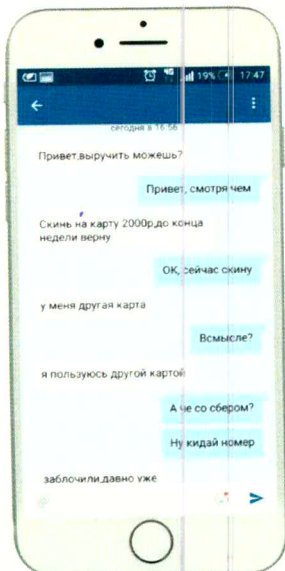 4G 19% 17:47
сегодня в 16:56
Привет,выручить можешь?
Привет, смотря чем
Скинь на карту 2000р,до конца
недели верну
ОК, сейчас скину
у меня другая карта
Всмысле?
я пользуюсь другой картой
А че со сбером?
Ну кидай номер
заблочили,давно уже